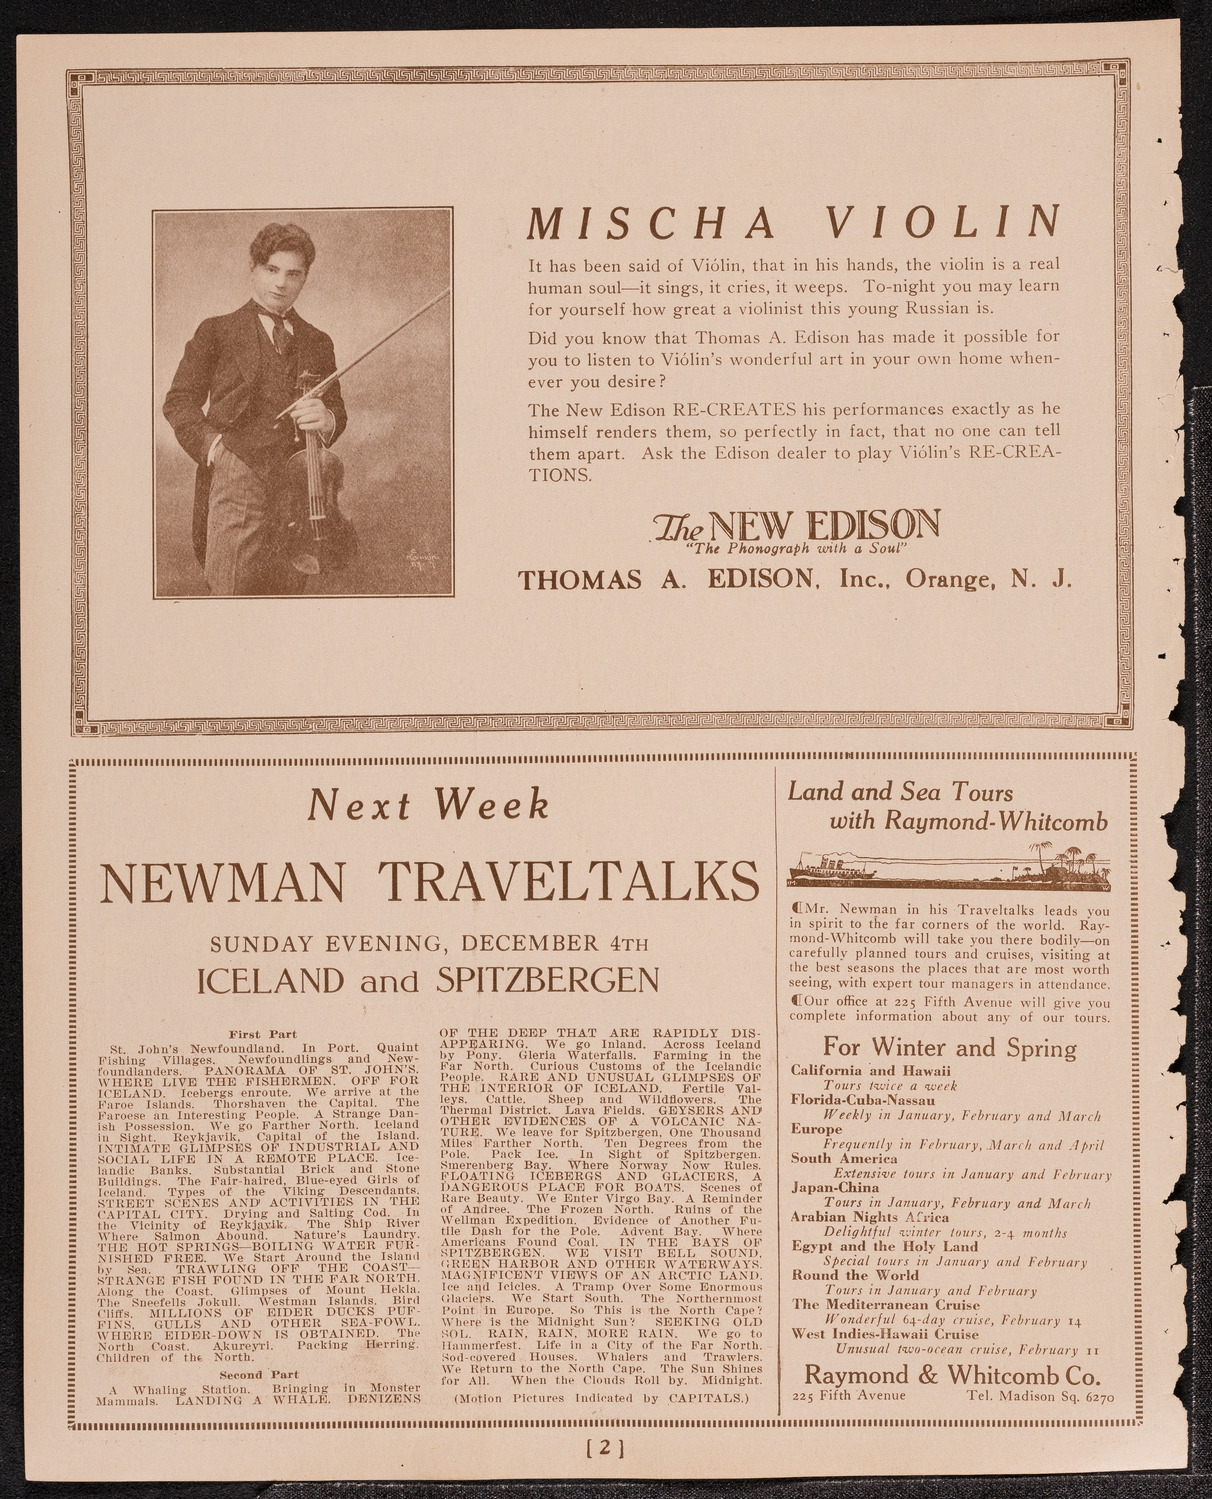 MISCHA VIOLIN
It has been said of Viólin, that in his hands, the violin is a real
human soul—it sings, it cries, it weeps. To-night you may learn
for yourself how great a violinist this young Russian is.
Did you know that Thomas A. Edison has made it possible for
you to listen to Viólin's wonderful art in your own home when-
ever you desire?
The New Edison RE-CREATES his performances exactly as he
himself renders them, so perfectly in fact, that no one can tell
them apart. Ask the Edison dealer to play Viólin's RE-CREA-
TIONS.
The NEW EDISON
"The Phonograph with a Soul"
THOMAS A. EDISON, Inc., Orange, N. J.
Next Week
NEWMAN TRAVELTALKS
SUNDAY EVENING, DECEMBER 4TH
ICELAND and SPITZBERGEN
First Part
St. John's Newfoundland. In Port. Quaint
Fishing Villages. Newfoundlings and New-
foundlanders. PANORAMA OF ST. JOHN'S.
WHERE LIVE THE FISHERMEN. OFF FOR
ICELAND. Icebergs enroute. We arrive at the
Faroe Islands. Thorshaven the Capital. The
Faroese an Interesting People. A Strange Dan-
ish Possession. We go Farther North. Iceland
in Sight. Reykjavik, Capital of the Island.
INTIMATE GLIMPSES OF INDUSTRIAL AND
SOCIAL LIFE IN A REMOTE PLACE. Ice-
landic Banks. Substantial Brick and Stone
Buildings. The Fair-haired, Blue-eyed Girls of
Iceland. Types of the Viking Descendants.
STREET SCENES AND ACTIVITIES IN THE
CAPITAL CITY. Drying and Salting Cod. In
the Vicinity of Reykjavik. The Ship River
Where Salmon Abound. Nature's Laundry.
THE HOT SPRINGS—BOILING WATER FUR-
NISHED FREE. We Start Around the Island
by Sea. TRAWLING OFF THE COAST—
STRANGE FISH FOUND IN THE FAR NORTH.
Along the Coast. Glimpses of Mount Hekla.
The Sneefells Jokull. Westman Islands. Bird
Cliffs. MILLIONS OF EIDER DUCKS PUF-
FINS, GULLS AND OTHER SEA-FOWL.
WHERE EIDER-DOWN IS OBTAINED. The
North Coast. Akureyri. Packing Herring.
Children of the North.
Second Part
A Whaling Station. Bringing in Monster
Mammals. LANDING A WHALE. DENIZENS
OF THE DEEP THAT ARE RAPIDLY DIS-
APPEARING. We go Inland. Across Iceland
by Pony. Gleria Waterfalls. Farming in the
Far North. Curious Customs of the Icelandic
People. RARE AND UNUSUAL GLIMPSES OF
THE INTERIOR OF ICELAND. Fertile Val-
leys. Cattle. Sheep and Wildflowers. The
Thermal District. Lava Fields. GEYSERS AND
OTHER EVIDENCES OF A VOLCANIC NA-
TURE. We leave for Spitzbergen, One Thousand
Miles Farther North. Ten Degrees from the
Pole. Pack Ice. In Sight of Spitzbergen.
Smerenberg Bay. Where Norway Now Rules.
FLOATING ICEBERGS AND GLACIERS, A
DANGEROUS PLACE FOR BOATS. Scenes of
Rare Beauty. We Enter Virgo Bay. A Reminder
of Andree. The Frozen North. Ruins of the
Wellman Expedition. Evidence of Another Fu-
tile Dash for the Pole. Advent Bay. Where
Americans Found Coal. IN THE BAYS OF
SPITZBERGEN. WE VISIT BELL SOUND,
GREEN HARBOR AND OTHER WATERWAYS.
MAGNIFICENT VIEWS OF AN ARCTIC LAND.
Ice and Icicles. A Tramp Over Some Enormous
Glaciers. We Start South. The Northernmost
Point in Europe. So This is the North Cape?
Where is the Midnight Sun? SEEKING OLD
SOL. RAIN, RAIN, MORE RAIN. We go to
Hammerfest. Life in a City of the Far North.
Sod-covered Houses. Whalers and Trawlers.
We Return to the North Cape. The Sun Shines
for All. When the Clouds Roll by. Midnight.
(Motion Pictures Indicated by CAPITALS.)
Land and Sea Tours
with Raymond-Whitcomb
¶Mr. Newman in his Traveltalks leads you
in spirit to the far corners of the world. Ray-
mond-Whitcomb will take you there bodily—on
carefully planned tours and cruises, visiting at
the best seasons the places that are most worth
seeing, with expert tour managers in attendance.
¶Our office at 225 Fifth Avenue will give you
complete information about any of our tours.
For Winter and Spring
California and Hawaii
Tours twice a week
Florida-Cuba-Nassau
Weekly in January, February and March
Europe
Frequently in February, March and April
South America
Extensive tours in January and February
Japan-China
Tours in January, February and March
Arabian Nights Africa
Delightful winter tours, 2-4 months
Egypt and the Holy Land
Special tours in January and February
Round the World
Tours in January and February
The Mediterranean Cruise
Wonderful 64-day cruise, February 14
West Indies-Hawaii Cruise
Unusual two-ocean cruise, February 11
Raymond & Whitcomb Co.
225 Fifth Avenue Tel. Madison Sq. 6270
[2]